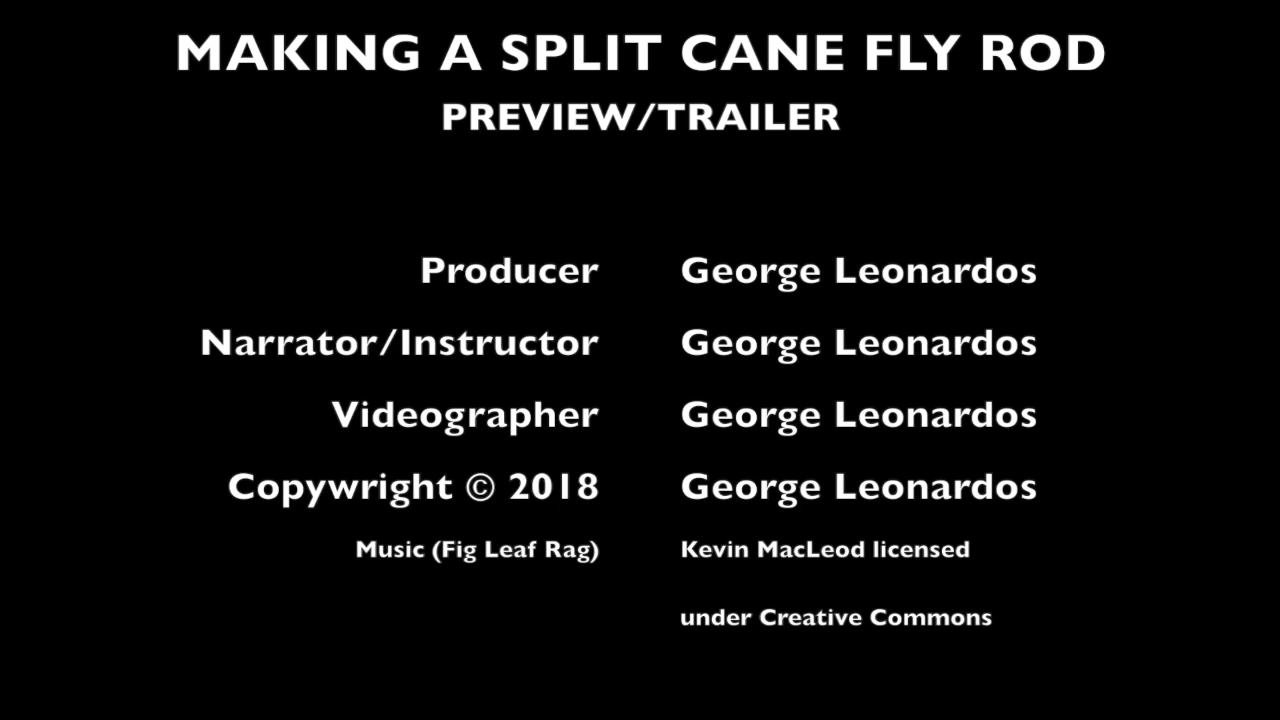 MAKING A SPLIT CANE FLY ROD
PREVIEW/TRAILER
Producer George Leonardos
Narrator/Instructor George Leonardos
Videographer George Leonardos
Copywright © 2018 George Leonardos
Music (Fig Leaf Rag) Kevin MacLeod licensed
under Creative Commons